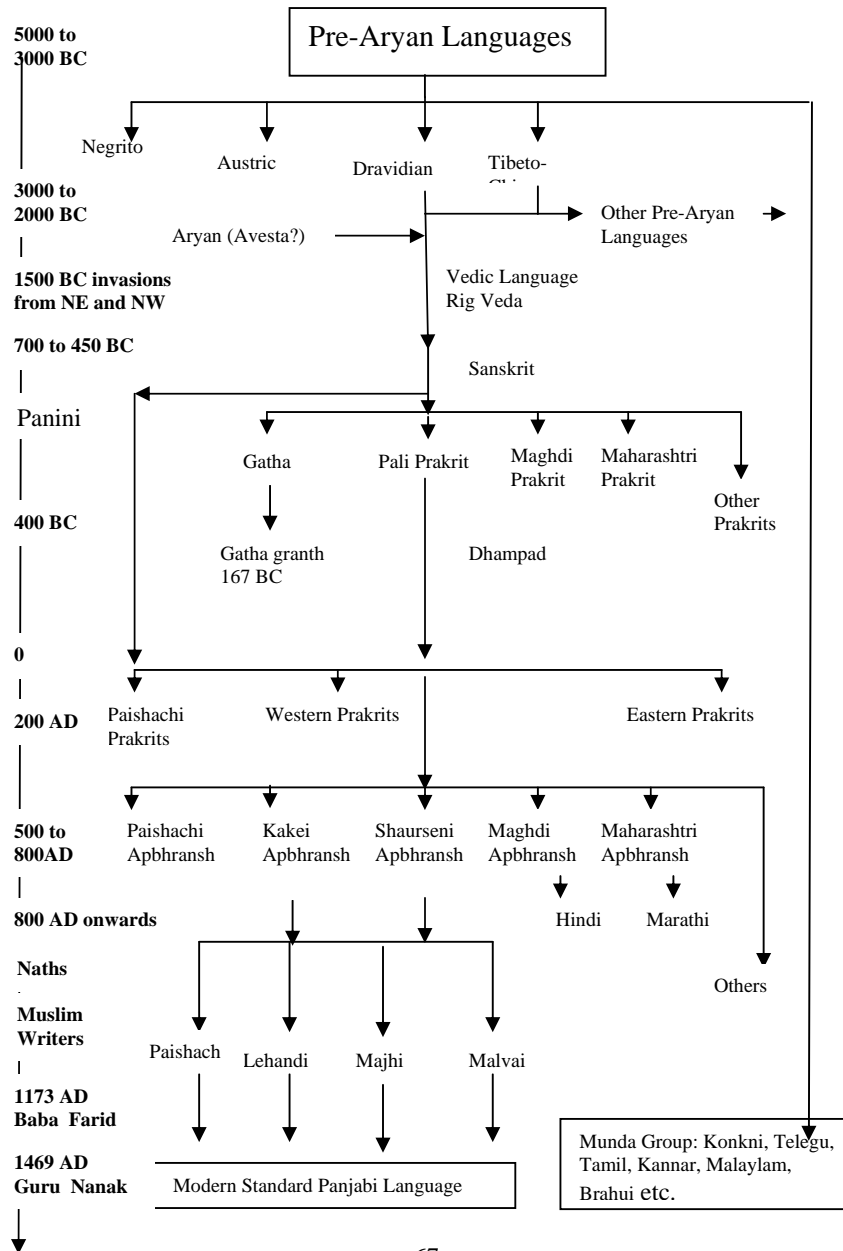 5000 to
3000 BC
Pre-Aryan Languages
Negrito
Austric
Dravidian
Tibeto-
3000 to
2000 BC
Other Pre-Aryan
Languages
Aryan (Avesta?)
1500 BC invasions
from NE and NW
Vedic Language
Rig Veda
700 to 450 BC
Sanskrit
Panini
Gatha
Pali Prakrit
Maghdi
Prakrit
Maharashtri
Prakrit
Other
Prakrits
400 BC
Gatha granth
167 BC
Dhampad
0
200 AD
Paishachi
Prakrits
Western Prakrits
Eastern Prakrits
500 to
800AD
Paishachi
Apbhransh
Kakei
Apbhransh
Shaurseni
Apbhransh
Maghdi
Apbhransh
Maharashtri
Apbhransh
800 AD onwards
Hindi
Marathi
Others
Naths
Muslim
Writers
Paishach
Lehandi
Majhi
Malvai
1173 AD
Baba Farid
1469 AD
Guru Nanak
Modern Standard Panjabi Language
Munda Group: Konkni, Telegu,
Tamil, Kannar, Malaylam,
Brahui etc.